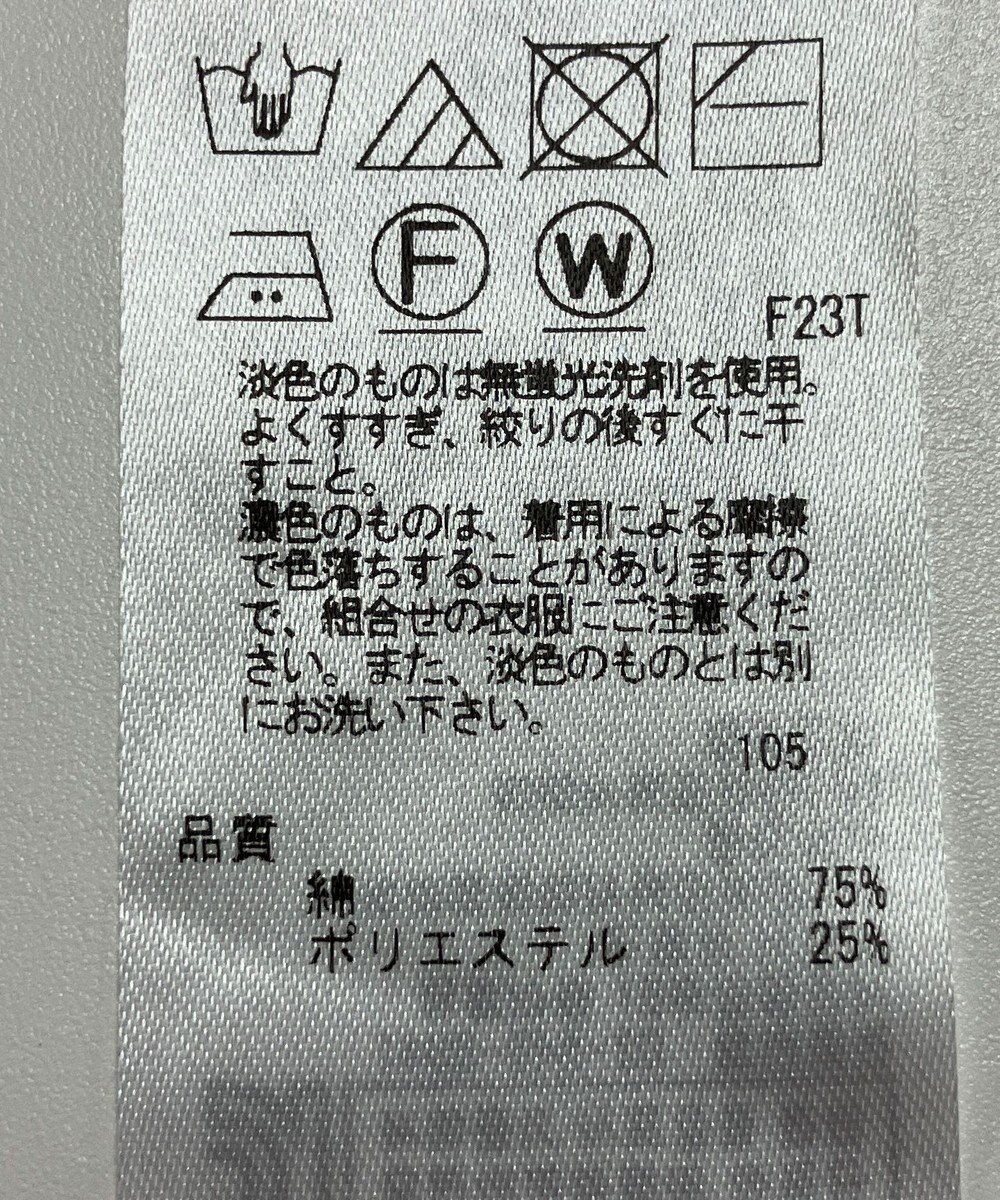 F
W
F23T
淡色のものは無蛍光洗剤を使用。
よくすすぎ、絞りの後すぐに干
すこと。
濃色のものは、着用による摩擦
で色落ちすることがありますの
で、組合せの衣服にご注意くだ
さい。また、淡色のものとは別
にお洗い下さい。
105
品質
綿 75%
ポリエステル 25%